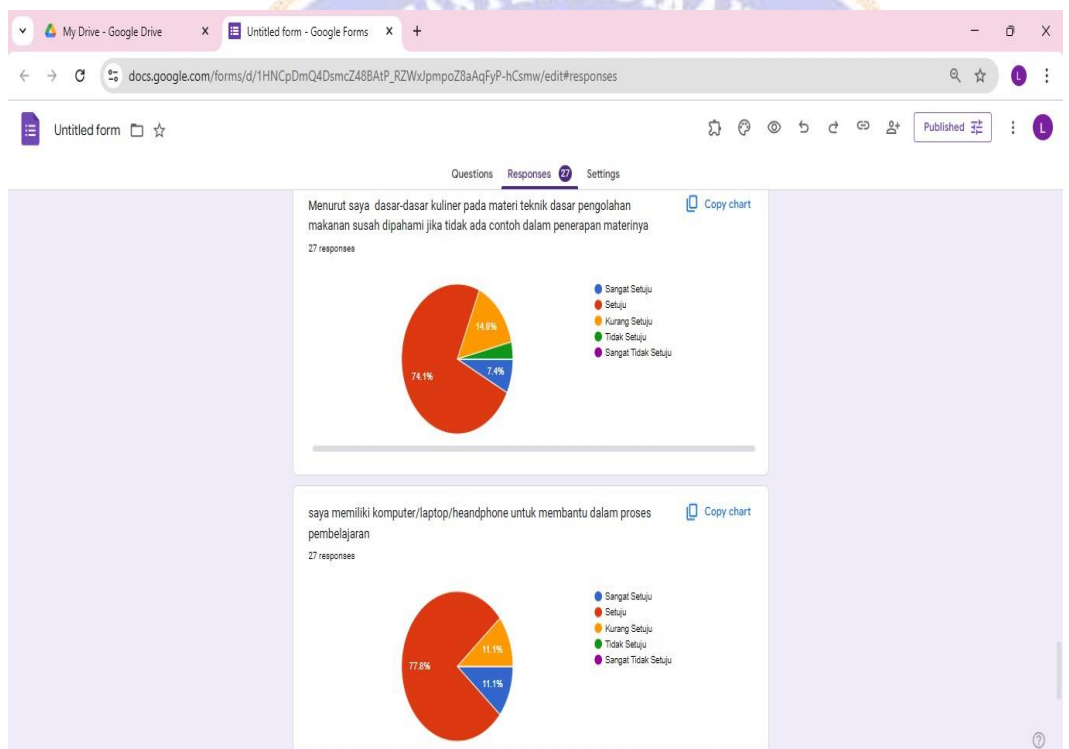 My Drive - Google Drive
Untitled form - Google Forms
docs.google.com/forms/d/1HNCpDmQ4DsmcZ48BAtP_RZWxJpmpoZ8aAqFyP-hCsmw/edit#responses
L
Untitled form
Published
L
Questions Responses 27 Settings
Menurut saya dasar-dasar kuliner pada materi teknik dasar pengolahan
makanan susah dipahami jika tidak ada contoh dalam penerapan materinya
Copy chart
27 responses
Sangat Setuju
Setuju
Kurang Setuju
Tidak Setuju
Sangat Tidak Setuju
14.8%
7.4%
74.1%
saya memiliki komputer/laptop/heandphone untuk membantu dalam proses
pembelajaran
Copy chart
27 responses
Sangat Setuju
Setuju
Kurang Setuju
Tidak Setuju
Sangat Tidak Setuju
11.1%
77.8%
11.1%